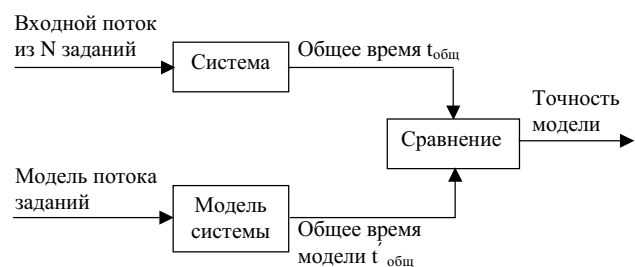 Входной поток
из N заданий
Система
Общее время tобщ
Сравнение
Точность
модели
Модель потока
заданий
Модель
системы
Общее время
модели t′общ